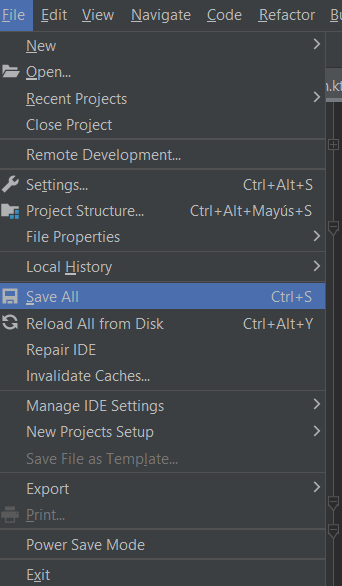 File Edit View Navigate Code Refactor
New
Open...
n.kt
Recent Projects
Close Project
Remote Development...
Settings... Ctrl+Alt+S
Project Structure... Ctrl+Alt+Mayús+S
File Properties
Local History
Save All Ctrl+S
Reload All from Disk Ctrl+Alt+Y
Repair IDE
Invalidate Caches...
Manage IDE Settings
New Projects Setup
Save File as Template...
Export
Print...
Power Save Mode
Exit